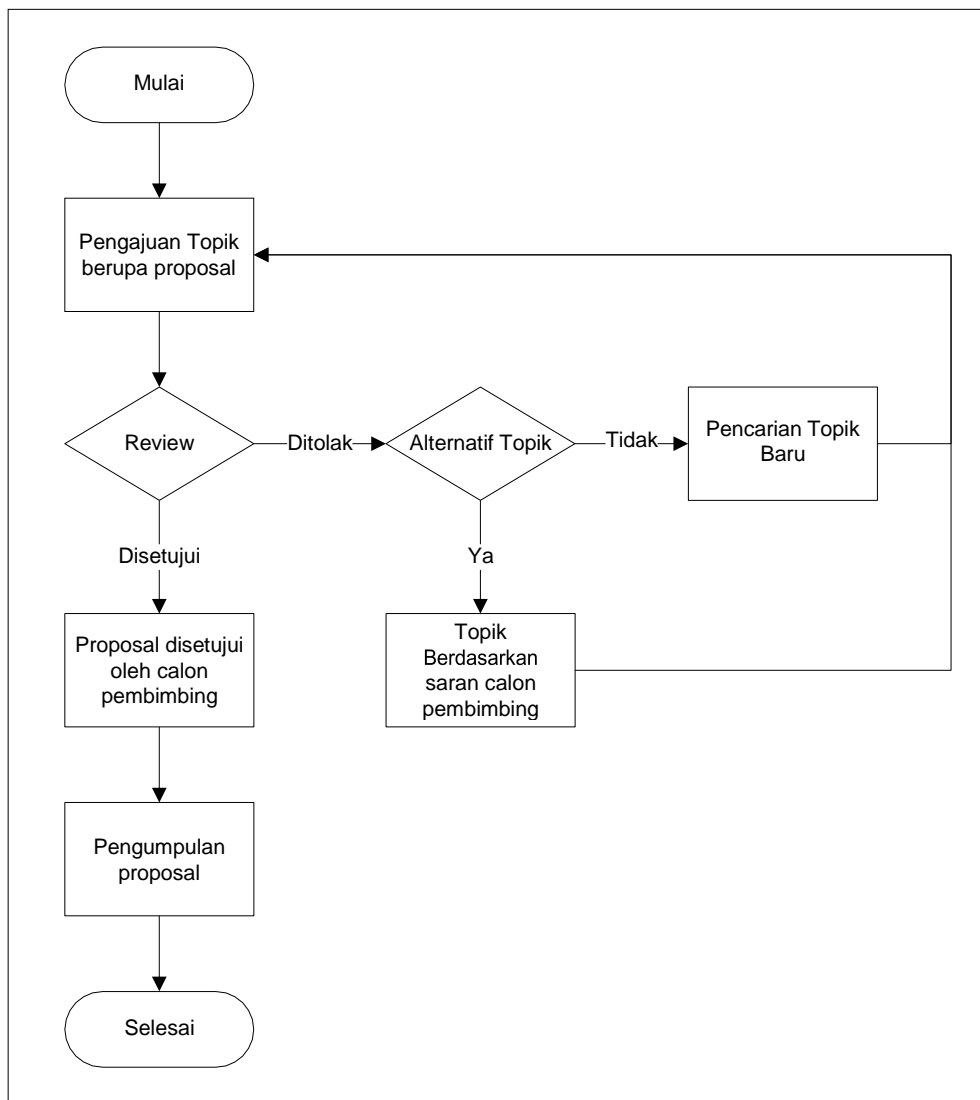 Mulai
Pengajuan Topik
berupa proposal
Review
Ditolak
Alternatif Topik
Tidak
Pencarian Topik
Baru
Disetujui
Ya
Proposal disetujui
oleh calon
pembimbing
Topik
Berdasarkan
saran calon
pembimbing
Pengumpulan
proposal
Selesai